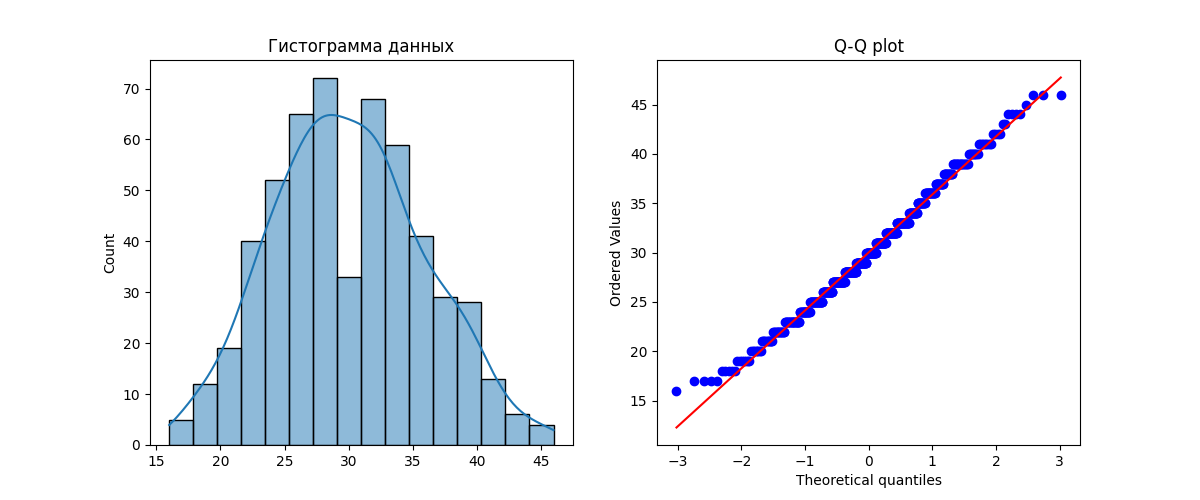 Гистограмма данных
Count
70
60
50
40
30
20
10
0
15 20 25 30 35 40 45
Q-Q plot
Ordered Values
45
40
35
30
25
20
15
−3 −2 −1 0 1 2 3
Theoretical quantiles